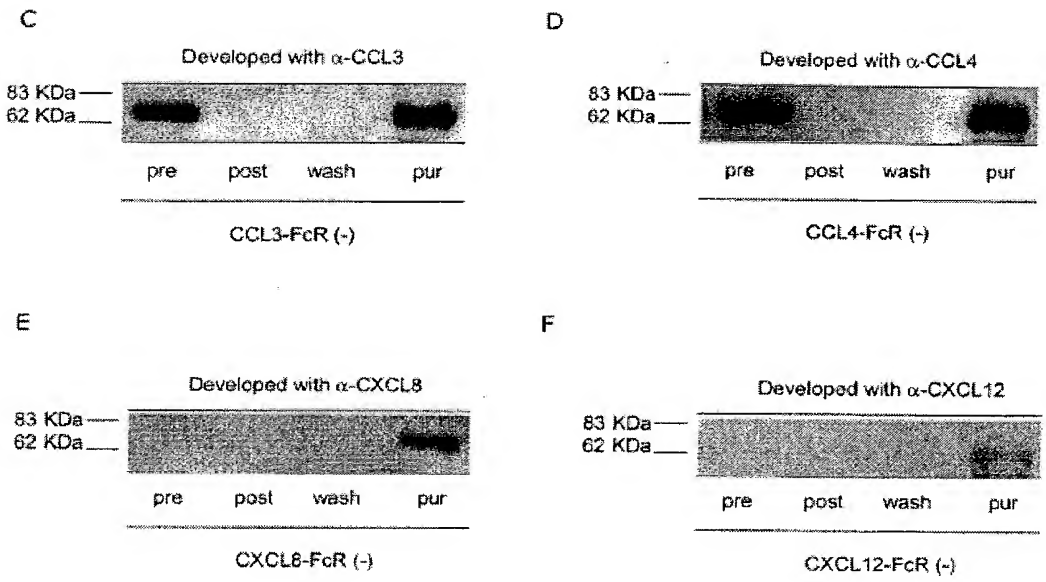 C
Developed with α-CCL3
83 KDa
62 KDa
pre post wash pur
CCL3-FcR (-)
D
Developed with α-CCL4
83 KDa
62 KDa
pre post wash pur
CCL4-FcR (-)
E
Developed with α-CXCL8
83 KDa
62 KDa
pre post wash pur
CXCL8-FcR (-)
F
Developed with α-CXCL12
83 KDa
62 KDa
pre post wash pur
CXCL12-FcR (-)